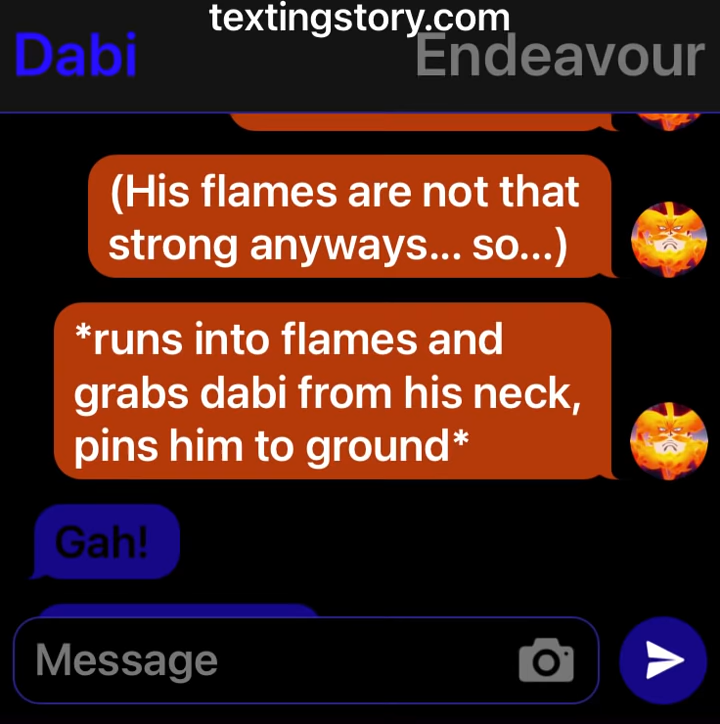 textingstory.com
Dabi
Endeavour
(His flames are not that
strong anyways... so...)
*runs into flames and
grabs dabi from his neck,
pins him to ground*
Gah!
Message